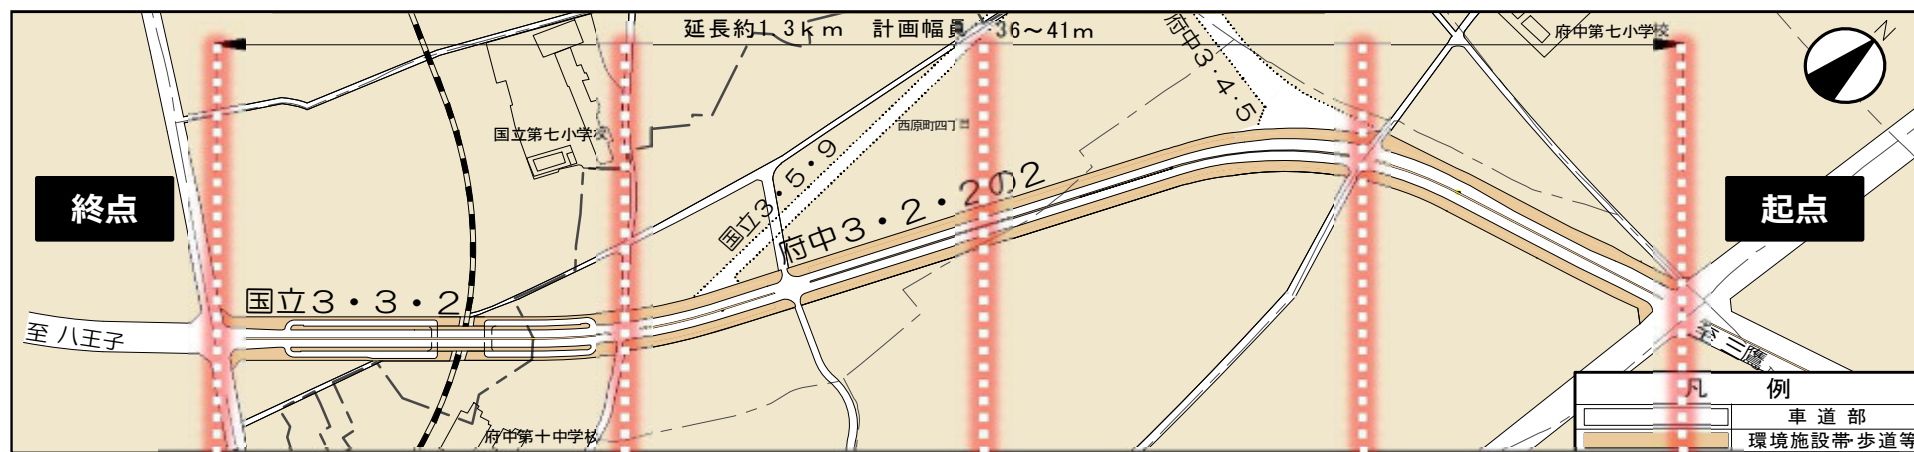 延長約1.3km 計画幅員 36～41m
府中第七小学校
N
府中3・4・5
国立第七小学校
西原町四丁目
国立3・5・9
府中3・2・2の2
終点
起点
国立3・3・2
至 八王子
至 三鷹
府中第十中学校
凡例
車道部
環境施設帯・歩道等